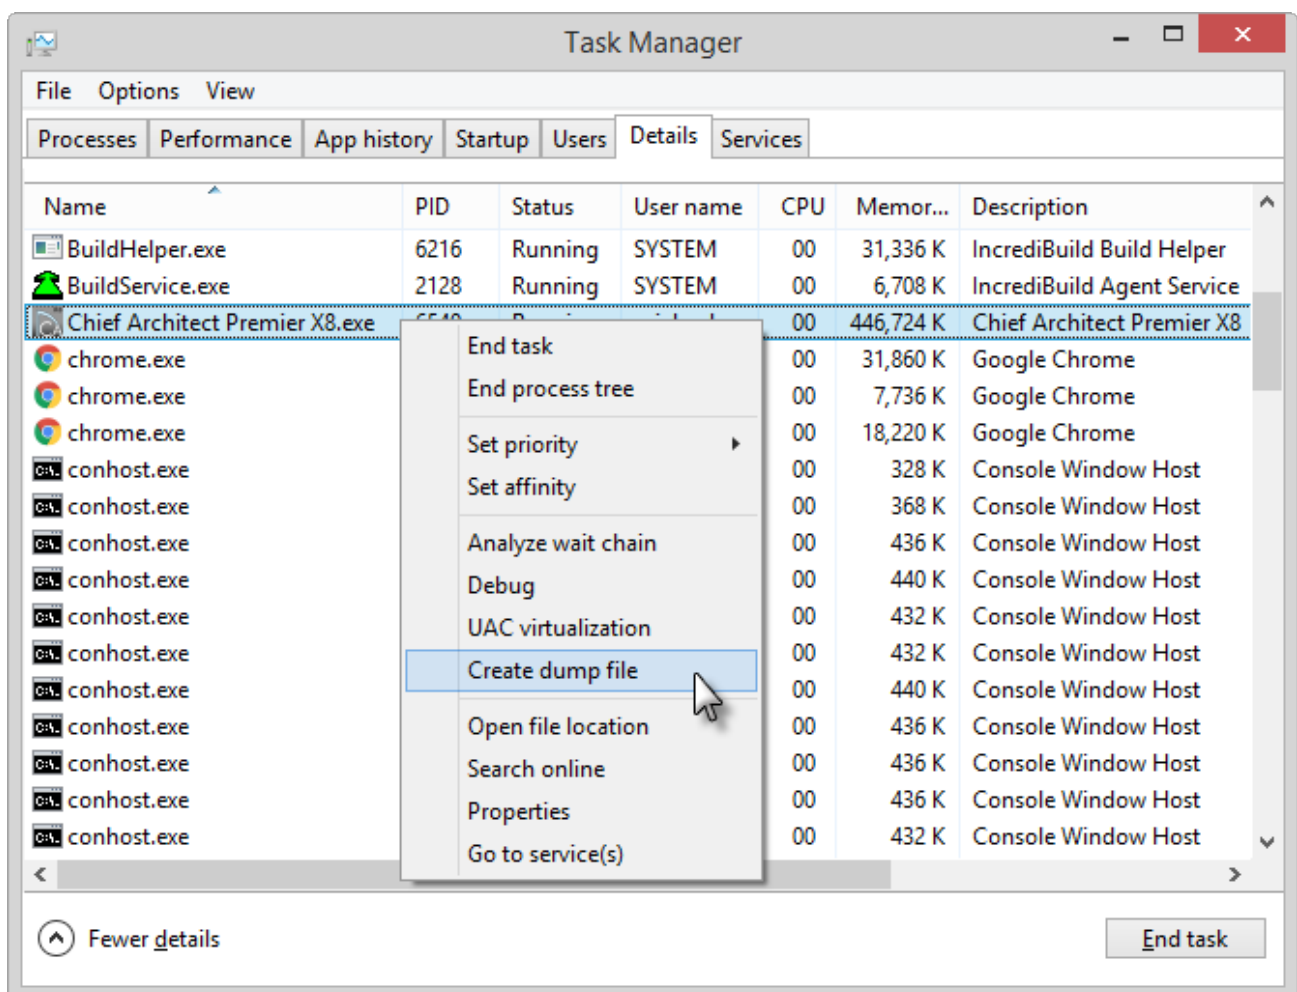 Task Manager
File Options View
Processes Performance App history Startup Users Details Services
Name PID Status User name CPU Memor... Description
BuildHelper.exe 6216 Running SYSTEM 00 31,336 K IncrediBuild Build Helper
BuildService.exe 2128 Running SYSTEM 00 6,708 K IncrediBuild Agent Service
Chief Architect Premier X8.exe 00 446,724 K Chief Architect Premier X8
chrome.exe 00 31,860 K Google Chrome
chrome.exe 00 7,736 K Google Chrome
chrome.exe 00 18,220 K Google Chrome
conhost.exe 00 328 K Console Window Host
conhost.exe 00 368 K Console Window Host
conhost.exe 00 436 K Console Window Host
conhost.exe 00 440 K Console Window Host
conhost.exe 00 432 K Console Window Host
conhost.exe 00 432 K Console Window Host
conhost.exe 00 440 K Console Window Host
conhost.exe 00 436 K Console Window Host
conhost.exe 00 436 K Console Window Host
conhost.exe 00 436 K Console Window Host
conhost.exe 00 432 K Console Window Host
End task
End process tree
Set priority
Set affinity
Analyze wait chain
Debug
UAC virtualization
Create dump file
Open file location
Search online
Properties
Go to service(s)
Fewer details
End task